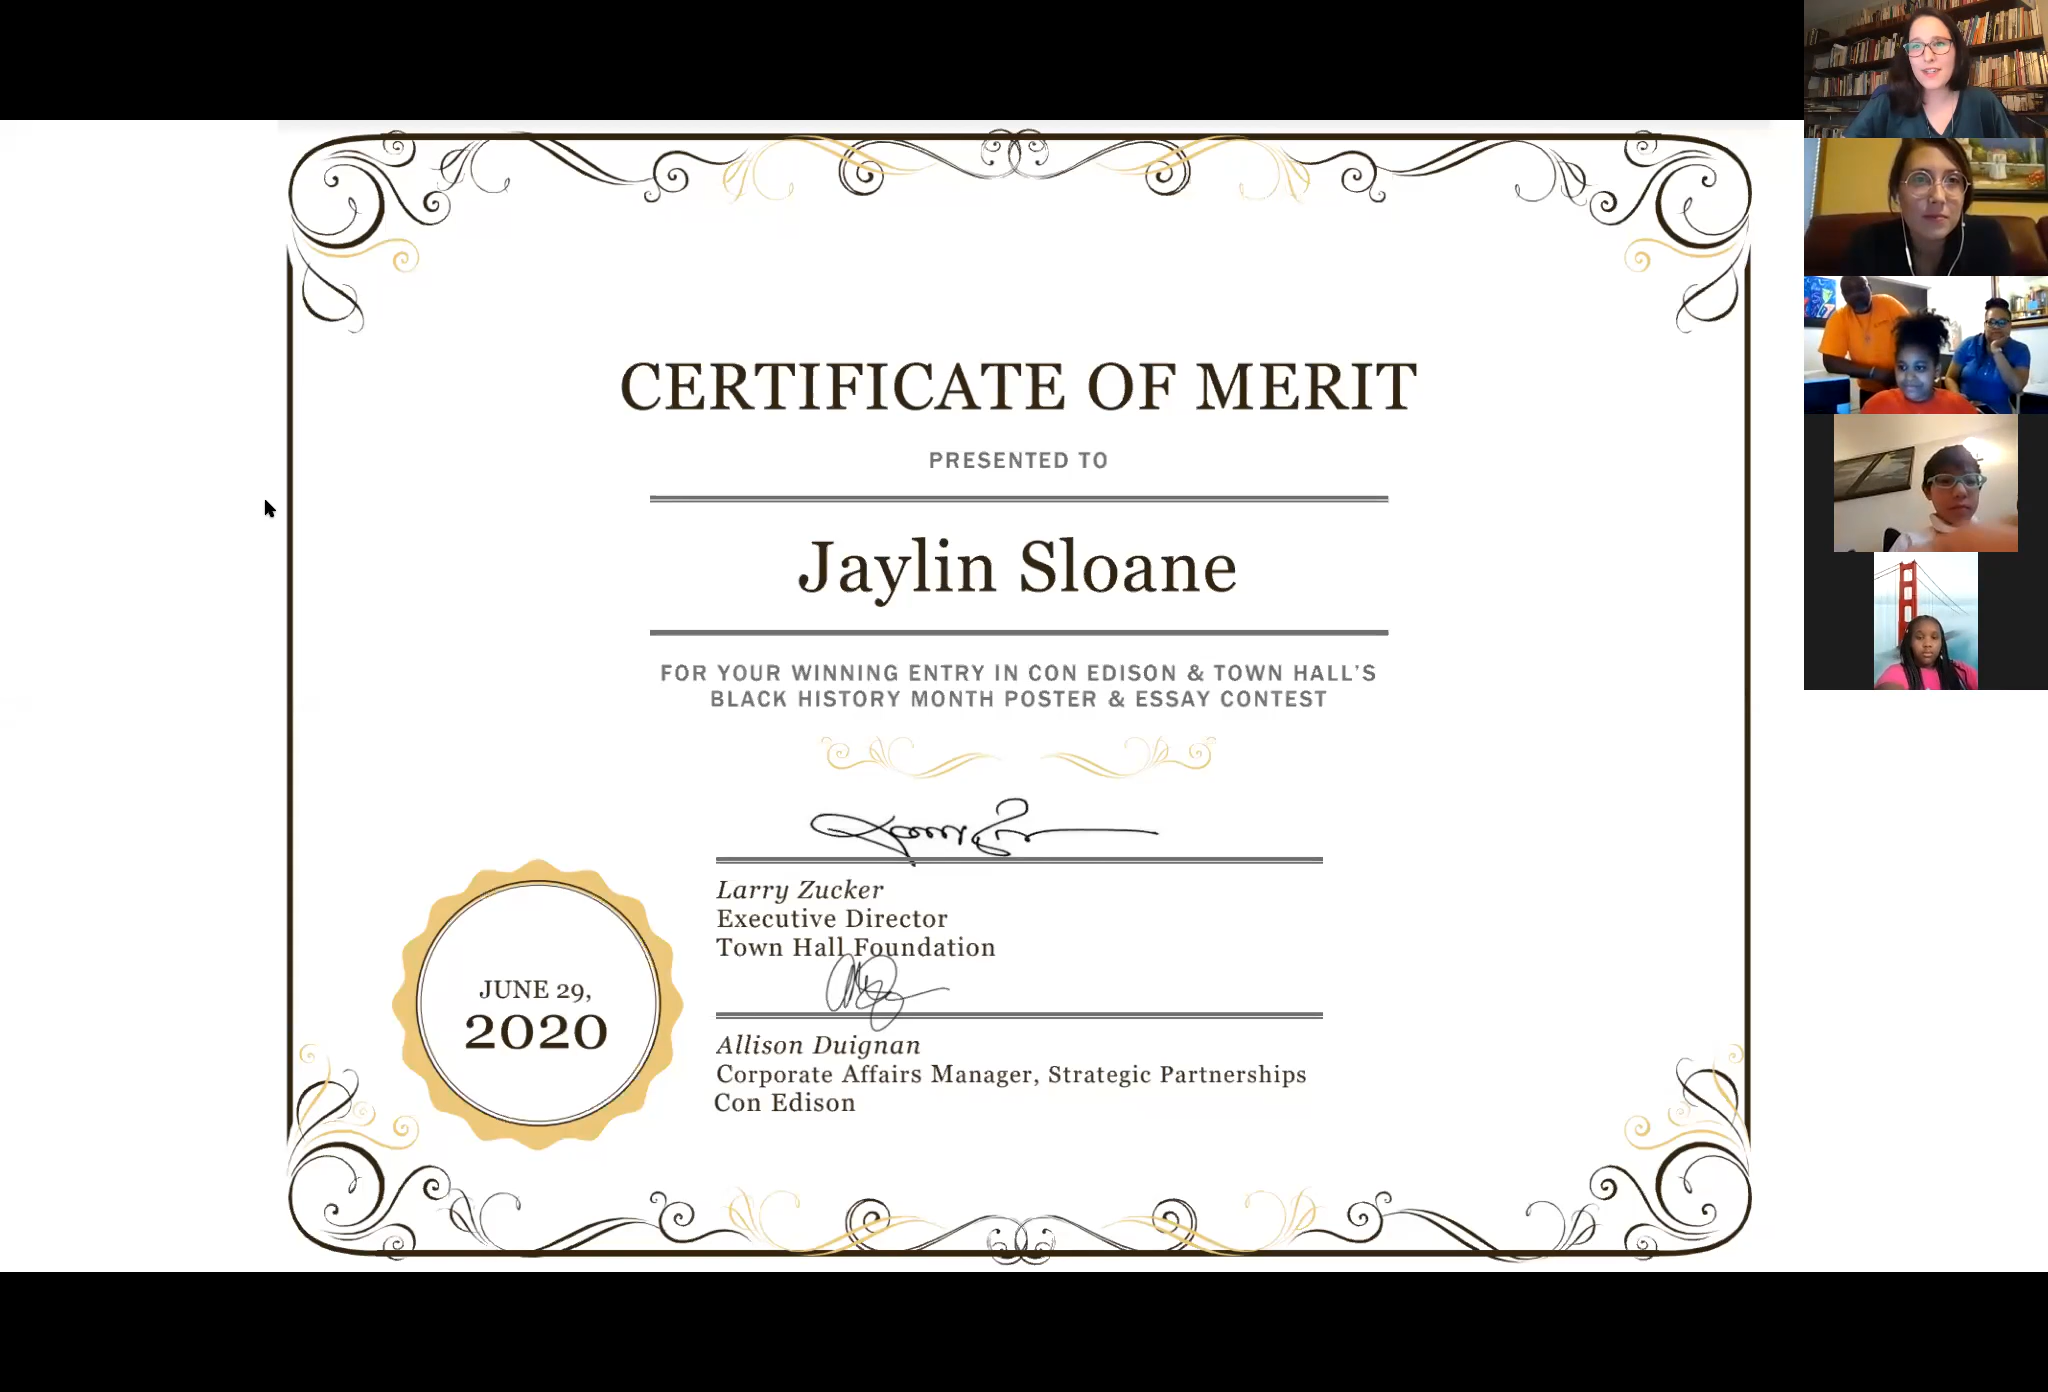 CERTIFICATE OF MERIT
PRESENTED TO
Jaylin Sloane
FOR YOUR WINNING ENTRY IN CON EDISON & TOWN HALL'S
BLACK HISTORY MONTH POSTER & ESSAY CONTEST
Larry Zucker
Executive Director
Town Hall Foundation
JUNE 29,
2020
Allison Duignan
Corporate Affairs Manager, Strategic Partnerships
Con Edison